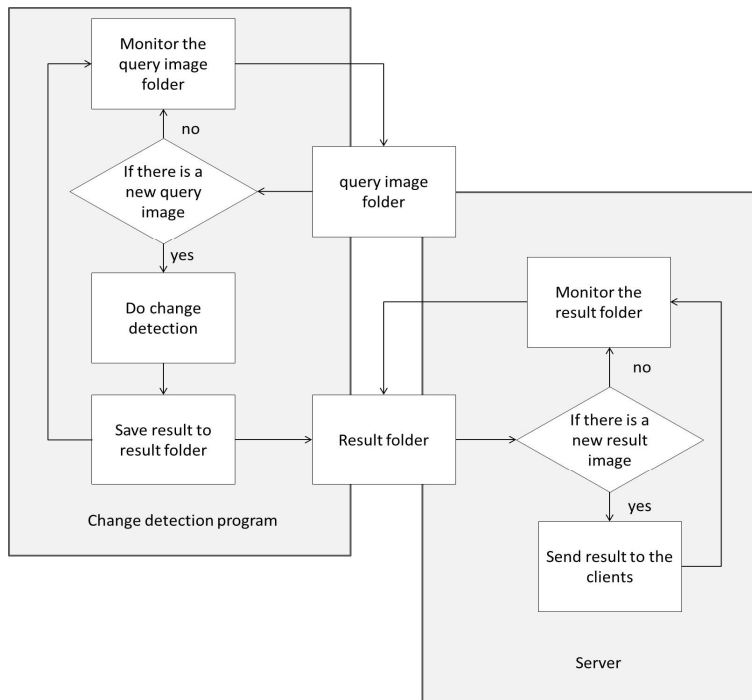 Monitor the
query image
folder
no
If there is a
new query
image
query image
folder
yes
Do change
detection
Save result to
result folder
Change detection program
Result folder
Monitor the
result folder
no
If there is a
new result
image
yes
Send result to the
clients
Server